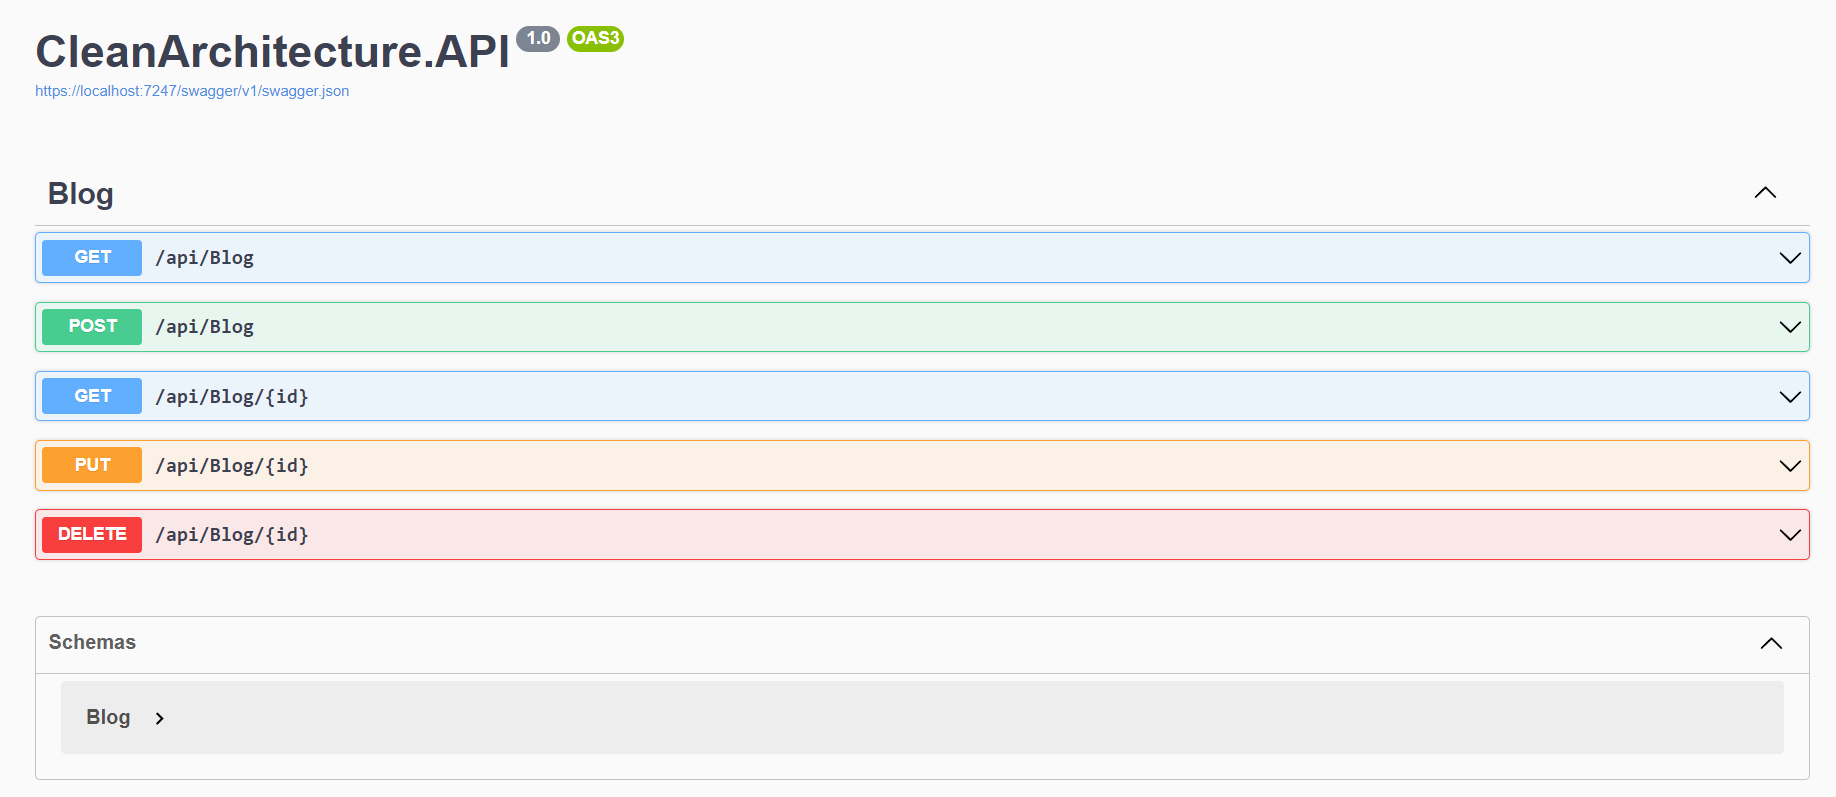 CleanArchitecture.API 1.0 OAS3
https://localhost:7247/swagger/v1/swagger.json
Blog
GET /api/Blog
POST /api/Blog
GET /api/Blog/{id}
PUT /api/Blog/{id}
DELETE /api/Blog/{id}
Schemas
Blog